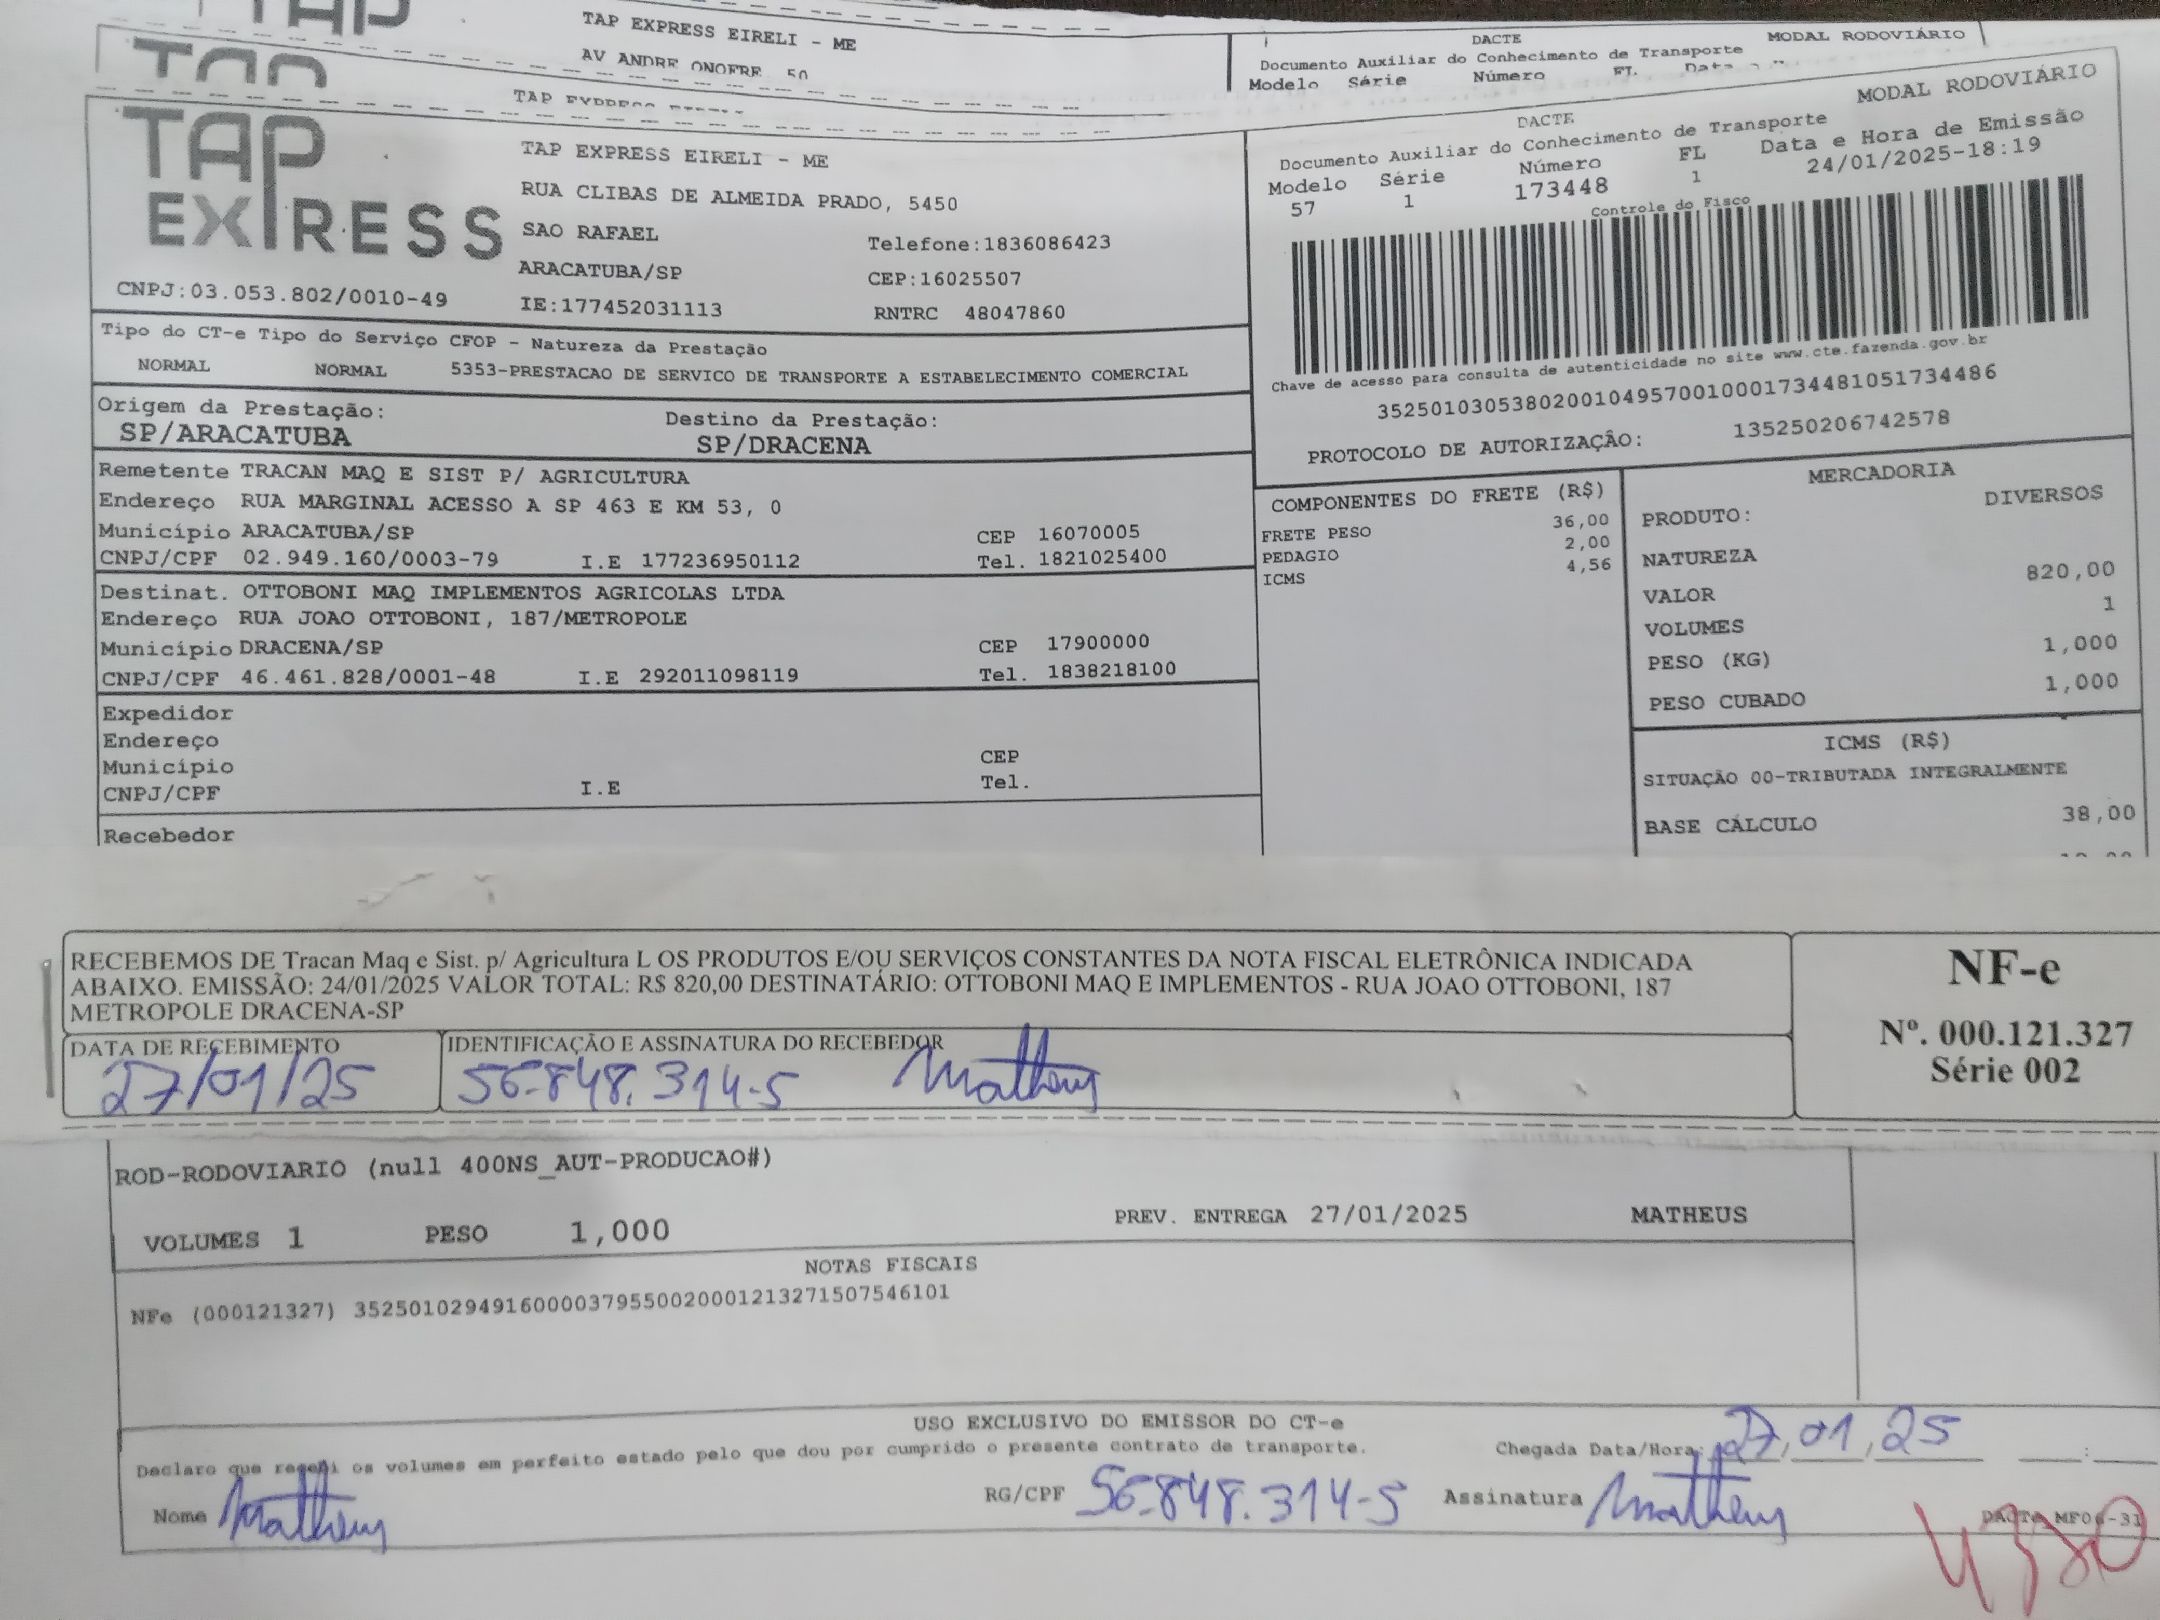 TAP EXPRESS EIRELI - ME
AV ANDRE ONOFRE, 50
DACTE
MODAL RODOVIÁRIO
Documento Auxiliar do Conhecimento de Transporte
Modelo Série Número FL Data
TAP EXPRESS
TAP EXPRESS
TAP EXPRESS EIRELI - ME
RUA CLIBAS DE ALMEIDA PRADO, 5450
SAO RAFAEL
Telefone:1836086423
ARACATUBA/SP
CEP:16025507
CNPJ:03.053.802/0010-49
IE:177452031113
RNTRC 48047860
MODAL RODOVIÁRIO
DACTE
Documento Auxiliar do Conhecimento de Transporte
Modelo Série Número FL Data e Hora de Emissão
57 1 173448 1 24/01/2025-18:19
Controle do Fisco
Chave de acesso para consulta de autenticidade no site www.cte.fazenda.gov.br
35250103053802001049570010001734481051734486
PROTOCOLO DE AUTORIZAÇÃO: 135250206742578
Tipo do CT-e Tipo do Serviço CFOP - Natureza da Prestação
NORMAL NORMAL 5353-PRESTACAO DE SERVICO DE TRANSPORTE A ESTABELECIMENTO COMERCIAL
Origem da Prestação: Destino da Prestação:
SP/ARACATUBA SP/DRACENA
Remetente TRACAN MAQ E SIST P/ AGRICULTURA
Endereço RUA MARGINAL ACESSO A SP 463 E KM 53, 0
Município ARACATUBA/SP CEP 16070005
CNPJ/CPF 02.949.160/0003-79 I.E 177236950112 Tel. 1821025400
Destinat. OTTOBONI MAQ IMPLEMENTOS AGRICOLAS LTDA
Endereço RUA JOAO OTTOBONI, 187/METROPOLE
Município DRACENA/SP CEP 17900000
CNPJ/CPF 46.461.828/0001-48 I.E 292011098119 Tel. 1838218100
Expedidor
Endereço
Município CEP
CNPJ/CPF I.E Tel.
Recebedor
COMPONENTES DO FRETE (R$)
FRETE PESO 36,00
PEDAGIO 2,00
ICMS 4,56
MERCADORIA
PRODUTO: DIVERSOS
NATUREZA
VALOR 820,00
VOLUMES 1
PESO (KG) 1,000
PESO CUBADO 1,000
ICMS (R$)
SITUAÇÃO 00-TRIBUTADA INTEGRALMENTE
BASE CÁLCULO 38,00
RECEBEMOS DE Tracan Maq e Sist. p/ Agricultura L OS PRODUTOS E/OU SERVIÇOS CONSTANTES DA NOTA FISCAL ELETRÔNICA INDICADA
ABAIXO. EMISSÃO: 24/01/2025 VALOR TOTAL: R$ 820,00 DESTINATÁRIO: OTTOBONI MAQ E IMPLEMENTOS - RUA JOAO OTTOBONI, 187
METROPOLE DRACENA-SP
DATA DE RECEBIMENTO
27/01/25
IDENTIFICAÇÃO E ASSINATURA DO RECEBEDOR
56.848.314-5 Matheus
NF-e
Nº. 000.121.327
Série 002
ROD-RODOVIARIO (null 400NS_AUT-PRODUCAO#)
VOLUMES 1 PESO 1,000 PREV. ENTREGA 27/01/2025 MATHEUS
NOTAS FISCAIS
NFe (000121327) 35250102949160000379550020001213271507546101
USO EXCLUSIVO DO EMISSOR DO CT-e
Declaro que recebi os volumes em perfeito estado pelo que dou por cumprido o presente contrato de transporte.
Chegada Data/Hora: 27,01,25 :
Nome Matheus RG/CPF 56.848.314-5 Assinatura Matheus